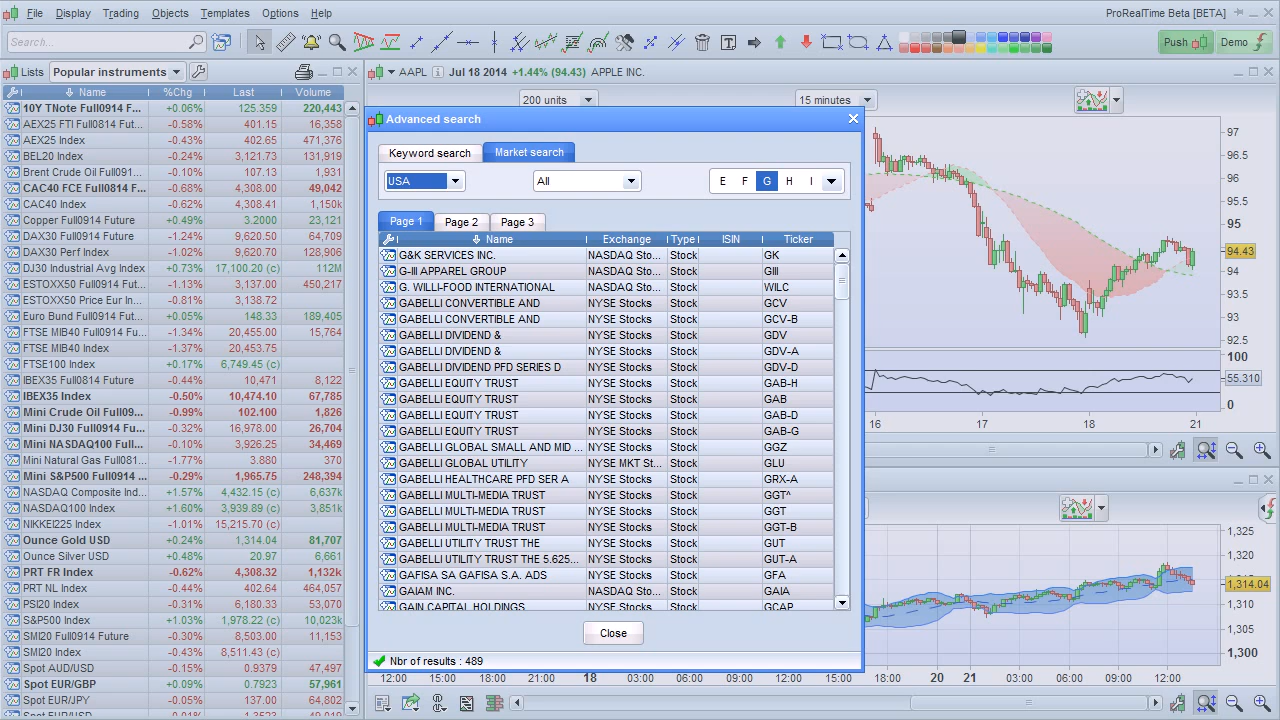 File Display Trading Objects Templates Options Help ProRealTime Beta [BETA]
Search... T Push Demo
Lists Popular instruments
AAPL i Jul 18 2014 +1.44% (94.43) APPLE INC.
Name %Chg Last Volume
200 units 15 minutes
10Y TNote Full0914 Fut... +0.06% 125.359 220,443
AEX25 FTI Full0814 Fut... -0.58% 401.15 16,358
AEX25 Index -0.43% 402.65 471,376
BEL20 Index -0.24% 3,121.73 131,919
Brent Crude Oil Full091... -0.10% 107.13 1,931
CAC40 FCE Full0814 F... -0.68% 4,308.00 49,042
CAC40 Index -0.62% 4,308.41 1,150k
Copper Full0914 Future +0.49% 3.2000 23,121
DAX30 Full0914 Future -1.24% 9,620.50 64,709
DAX30 Perf Index -1.02% 9,620.70 128,906
DJ30 Industrial Avg Index +0.73% 17,100.20 (c) 112M
ESTOXX50 Full0914 Fut... -1.13% 3,137.00 450,217
ESTOXX50 Price Eur In... -0.81% 3,138.72
Euro Bund Full0914 Fut... +0.05% 148.33 189,405
FTSE MIB40 Full0914 Fu... -1.34% 20,455.00 15,764
FTSE MIB40 Index -1.37% 20,453.75
FTSE100 Index +0.17% 6,749.45 (c)
IBEX35 Full0814 Future -0.44% 10,471 8,122
IBEX35 Index -0.50% 10,474.10 67,785
Mini Crude Oil Full09... -0.99% 102.100 1,826
Mini DJ30 Full0914 Fut... -0.32% 16,978.00 26,704
Mini NASDAQ100 Full... -0.10% 3,926.25 34,469
Mini Natural Gas Full081... -1.77% 3.880 370
Mini S&P500 Full0914 ... -0.29% 1,965.75 248,394
NASDAQ Composite Ind... +1.57% 4,432.15 (c) 6,637k
NASDAQ100 Index +1.60% 3,939.89 (c) 3,851k
NIKKEI225 Index -1.01% 15,215.70 (c)
Ounce Gold USD +0.24% 1,314.04 81,707
Ounce Silver USD +0.48% 20.97 6,661
PRT FR Index -0.62% 4,308.32 1,132k
PRT NL Index -0.44% 402.64 464,057
PSI20 Index -0.31% 6,180.33 53,070
S&P500 Index +1.03% 1,978.22 (c) 10,023k
SMI20 Full0914 Future -0.30% 8,503.00 11,153
SMI20 Index -0.43% 8,511.43 (c)
Spot AUD/USD -0.15% 0.9379 47,497
Spot EUR/GBP +0.09% 0.7923 57,961
Spot EUR/JPY -0.05% 137.00 64,802
Advanced search
Keyword search Market search
USA All E F G H I
Page 1 Page 2 Page 3
Name Exchange Type ISIN Ticker
G&K SERVICES INC. NASDAQ Sto... Stock GK
G-III APPAREL GROUP NASDAQ Sto... Stock GIII
G. WILLI-FOOD INTERNATIONAL NASDAQ Sto... Stock WILC
GABELLI CONVERTIBLE AND NYSE Stocks Stock GCV
GABELLI CONVERTIBLE AND NYSE Stocks Stock GCV-B
GABELLI DIVIDEND & NYSE Stocks Stock GDV
GABELLI DIVIDEND & NYSE Stocks Stock GDV-A
GABELLI DIVIDEND PFD SERIES D NYSE Stocks Stock GDV-D
GABELLI EQUITY TRUST NYSE Stocks Stock GAB-H
GABELLI EQUITY TRUST NYSE Stocks Stock GAB
GABELLI EQUITY TRUST NYSE Stocks Stock GAB-D
GABELLI EQUITY TRUST NYSE Stocks Stock GAB-G
GABELLI GLOBAL SMALL AND MID ... NYSE Stocks Stock GGZ
GABELLI GLOBAL UTILITY NYSE MKT St... Stock GLU
GABELLI HEALTHCARE PFD SER A NYSE Stocks Stock GRX-A
GABELLI MULTI-MEDIA TRUST NYSE Stocks Stock GGT^
GABELLI MULTI-MEDIA TRUST NYSE Stocks Stock GGT
GABELLI MULTI-MEDIA TRUST NYSE Stocks Stock GGT-B
GABELLI UTILITY TRUST THE NYSE Stocks Stock GUT
GABELLI UTILITY TRUST THE 5.625... NYSE Stocks Stock GUT-A
GAFISA SA GAFISA S.A. ADS NYSE Stocks Stock GFA
GAIAM INC. NASDAQ Sto... Stock GAIA
GAIN CAPITAL HOLDINGS NYSE Stocks Stock GCAP
Close
Nbr of results : 489
97
96.5
96
95.5
95
94.5
94.43
94
93.5
93
92.5
100
55.310
0
16 17 18 21
1,325
1,320
1,314.04
1,310
1,305
1,300
12:00 15:00 18:00 21:00 18 03:00 06:00 09:00 12:00 15:00 18:00 20 21 03:00 06:00 09:00 12:00